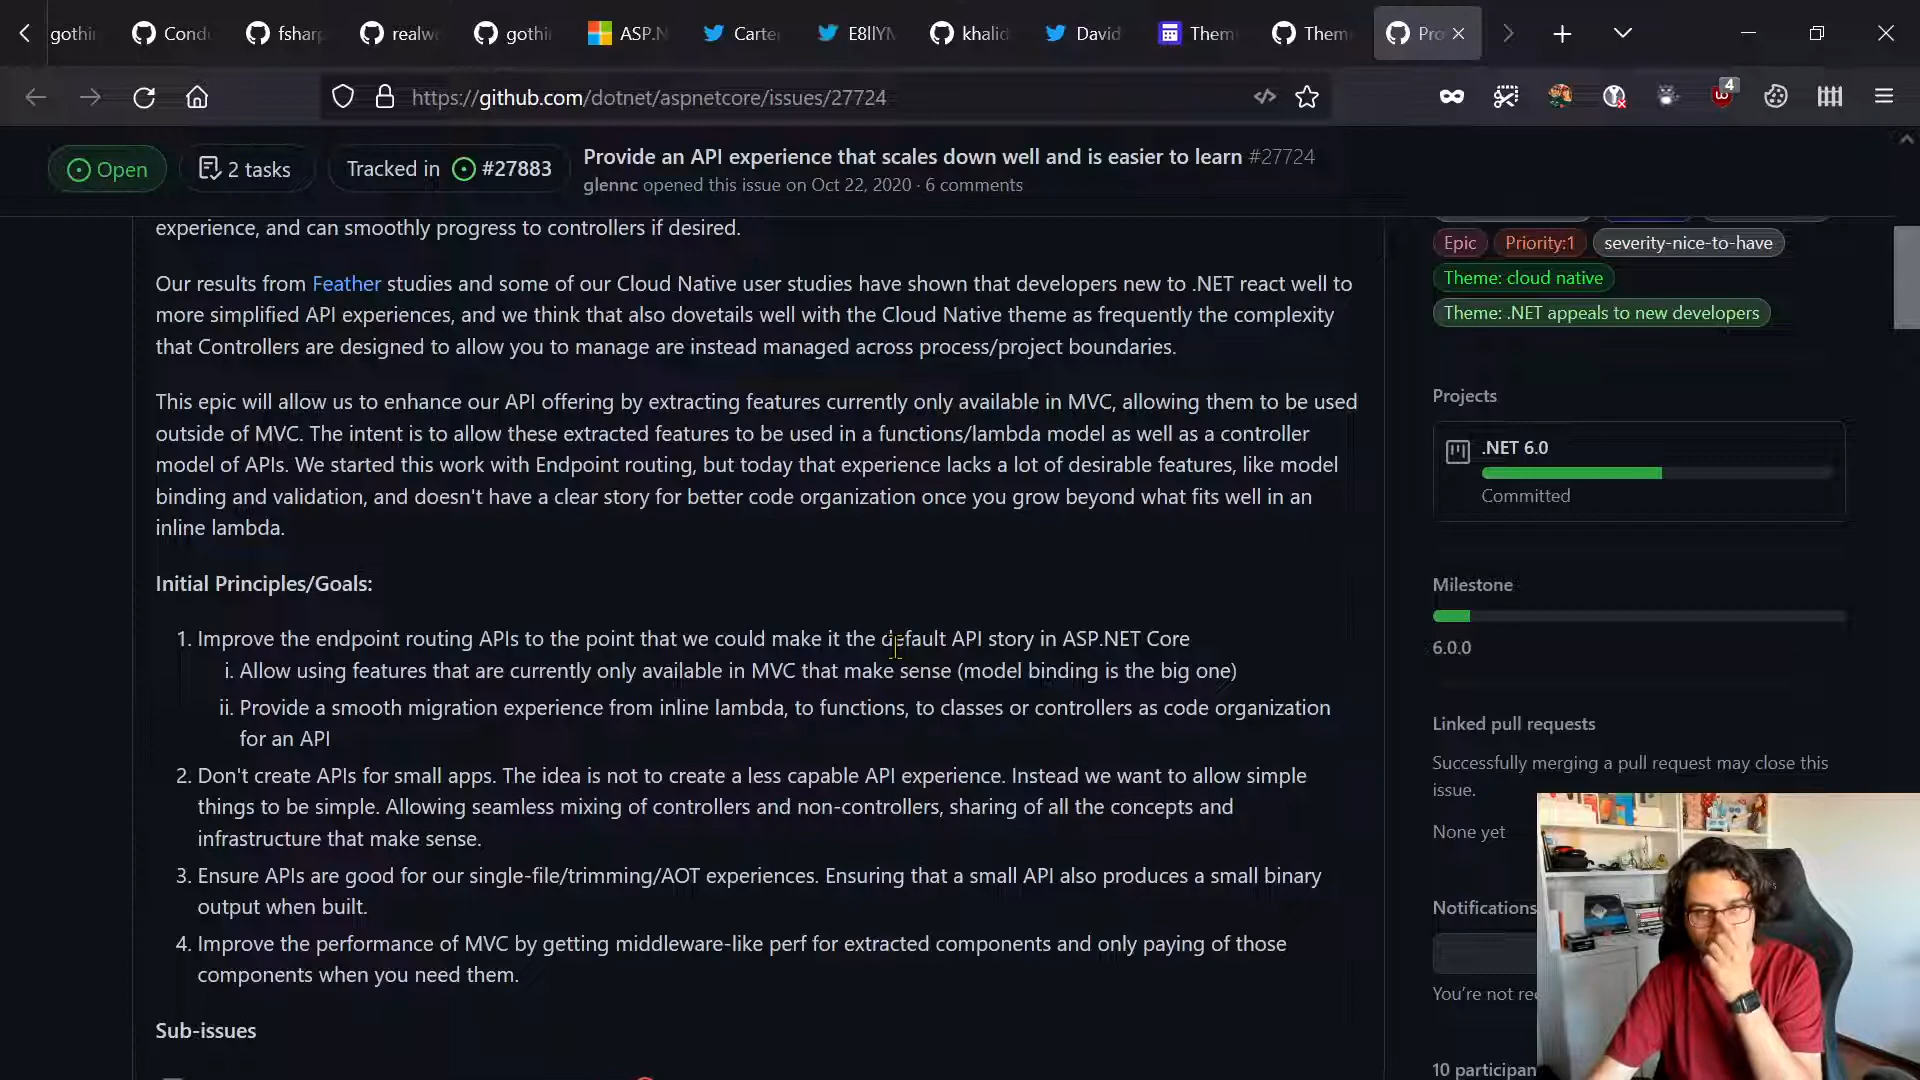 gothi
Cond
fshar
realw
gothi
ASP.N
Carte
E8llYM
khalid
David
Them
Them
Pro
https://github.com/dotnet/aspnetcore/issues/27724
4
Open
2 tasks
Tracked in #27883
Provide an API experience that scales down well and is easier to learn #27724
glennc opened this issue on Oct 22, 2020 · 6 comments
experience, and can smoothly progress to controllers if desired.
Our results from Feather studies and some of our Cloud Native user studies have shown that developers new to .NET react well to
more simplified API experiences, and we think that also dovetails well with the Cloud Native theme as frequently the complexity
that Controllers are designed to allow you to manage are instead managed across process/project boundaries.
This epic will allow us to enhance our API offering by extracting features currently only available in MVC, allowing them to be used
outside of MVC. The intent is to allow these extracted features to be used in a functions/lambda model as well as a controller
model of APIs. We started this work with Endpoint routing, but today that experience lacks a lot of desirable features, like model
binding and validation, and doesn't have a clear story for better code organization once you grow beyond what fits well in an
inline lambda.
Initial Principles/Goals:
1. Improve the endpoint routing APIs to the point that we could make it the default API story in ASP.NET Core
i. Allow using features that are currently only available in MVC that make sense (model binding is the big one)
ii. Provide a smooth migration experience from inline lambda, to functions, to classes or controllers as code organization
for an API
2. Don't create APIs for small apps. The idea is not to create a less capable API experience. Instead we want to allow simple
things to be simple. Allowing seamless mixing of controllers and non-controllers, sharing of all the concepts and
infrastructure that make sense.
3. Ensure APIs are good for our single-file/trimming/AOT experiences. Ensuring that a small API also produces a small binary
output when built.
4. Improve the performance of MVC by getting middleware-like perf for extracted components and only paying of those
components when you need them.
Sub-issues
Epic
Priority:1
severity-nice-to-have
Theme: cloud native
Theme: .NET appeals to new developers
Projects
.NET 6.0
Committed
Milestone
6.0.0
Linked pull requests
Successfully merging a pull request may close this
issue.
None yet
Notifications
You're not re
10 participan